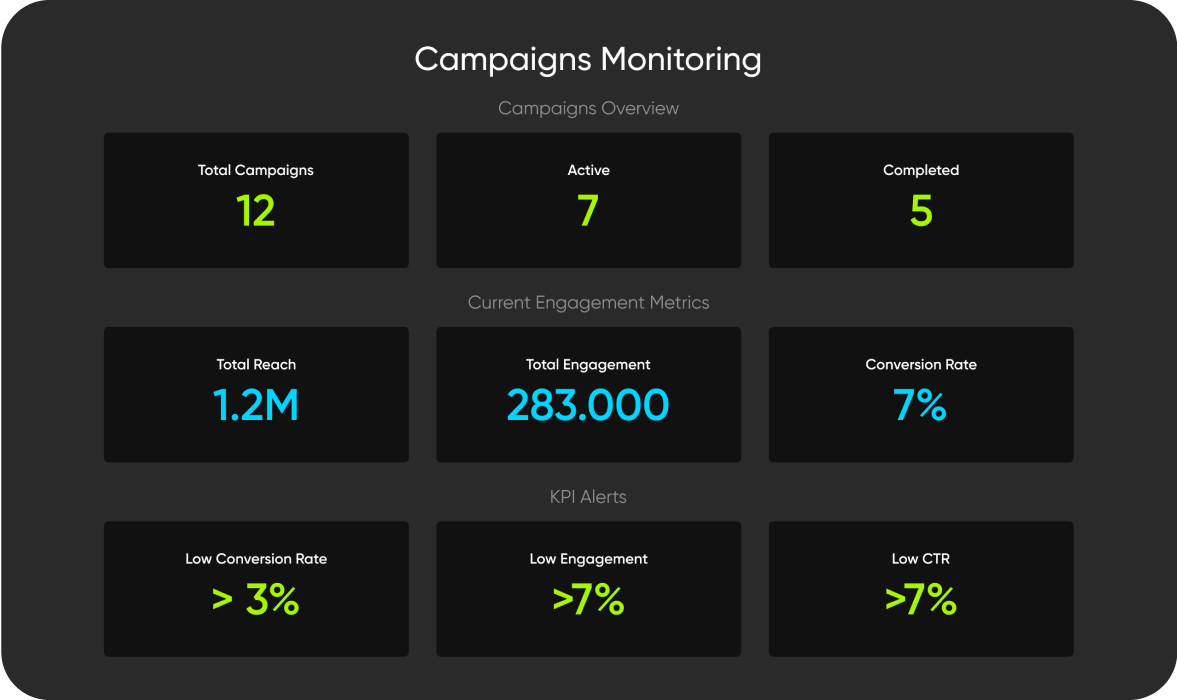 Campaigns Monitoring
Campaigns Overview
Total Campaigns
12
Active
7
Completed
5
Current Engagement Metrics
Total Reach
1.2M
Total Engagement
283.000
Conversion Rate
7%
KPI Alerts
Low Conversion Rate
> 3%
Low Engagement
>7%
Low CTR
>7%